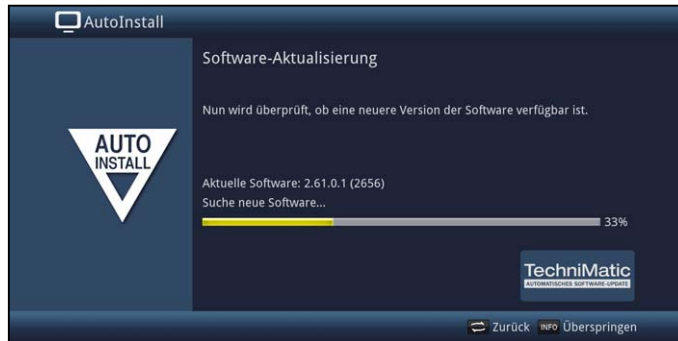 AutoInstall
Software-Aktualisierung
Nun wird überprüft, ob eine neuere Version der Software verfügbar ist.
AUTO
INSTALL
Aktuelle Software: 2.61.0.1 (2656)
Suche neue Software...
33%
TechniMatic
AUTOMATISCHES SOFTWARE-UPDATE
Zurück INFO Überspringen